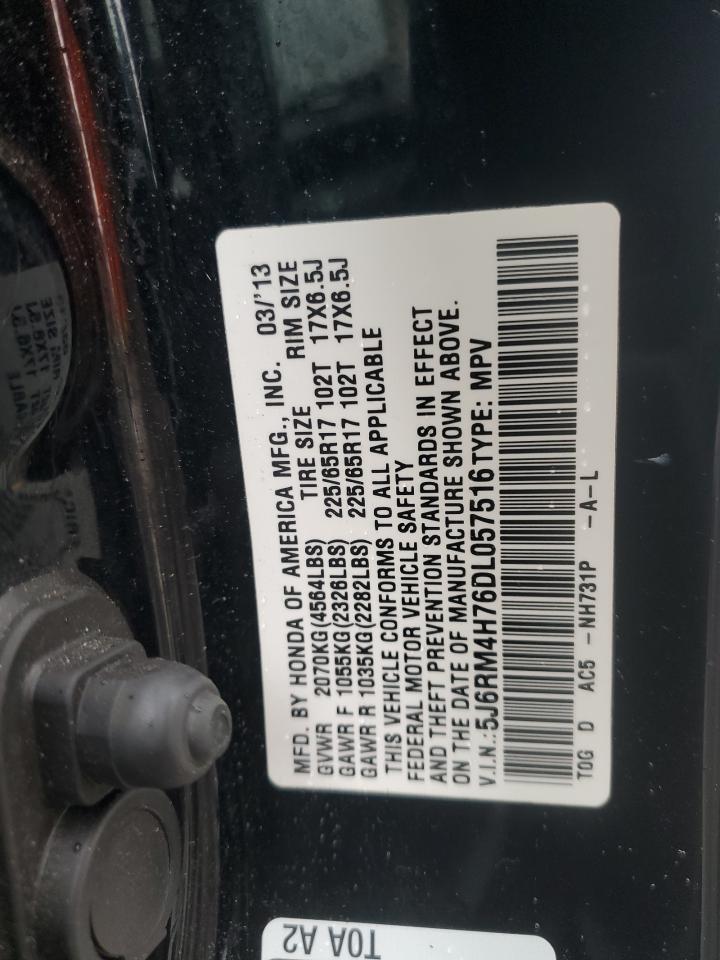 MFD. BY HONDA OF AMERICA MFG., INC. 03/'13
GVWR 2070KG(4564LBS) TIRE SIZE RIM SIZE
GAWR F 1055KG(2326LBS) 225/65R17 102T 17X6.5J
GAWR R 1035KG(2282LBS) 225/65R17 102T 17X6.5J
THIS VEHICLE CONFORMS TO ALL APPLICABLE
FEDERAL MOTOR VEHICLE SAFETY
AND THEFT PREVENTION STANDARDS IN EFFECT
ON THE DATE OF MANUFACTURE SHOWN ABOVE.
V.I.N.:5J6RM4H76DL057516 TYPE: MPV
T0G D AC5 -NH731P -A-L
T0A A2